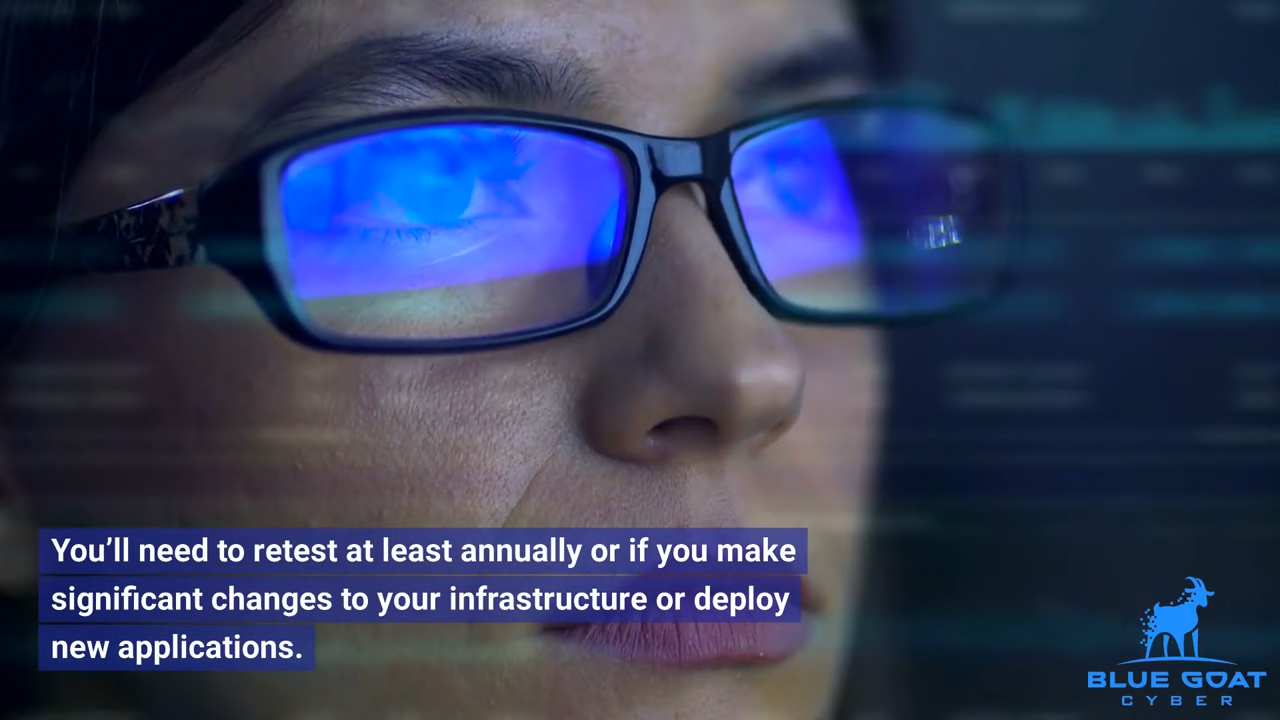 You’ll need to retest at least annually or if you make
significant changes to your infrastructure or deploy
new applications.
BLUE GOAT
CYBER